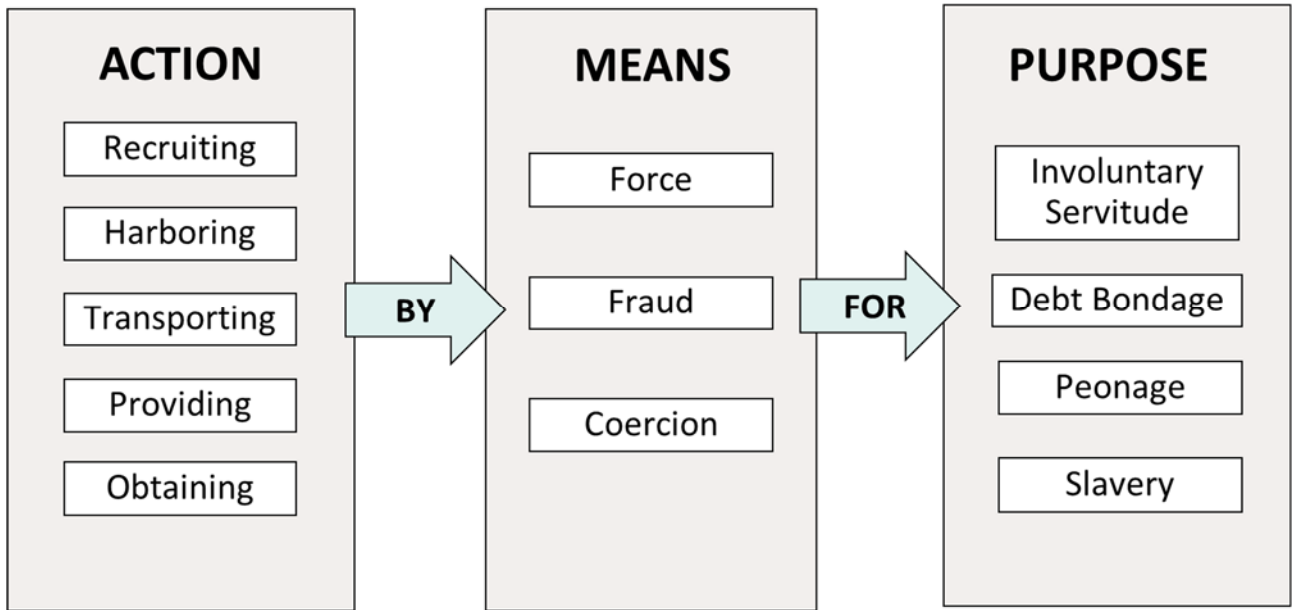 ACTION
Recruiting
Harboring
Transporting
Providing
Obtaining
BY
MEANS
Force
Fraud
Coercion
FOR
PURPOSE
Involuntary
Servitude
Debt Bondage
Peonage
Slavery